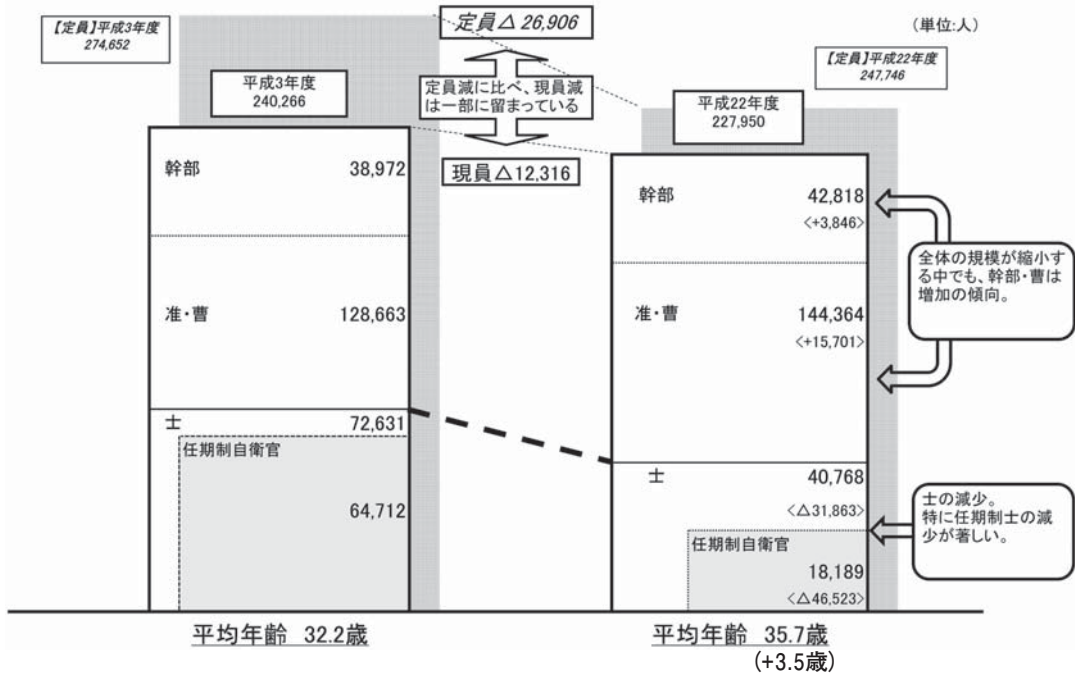 【定員】平成3年度
274,652
定員△ 26,906
(単位:人)
【定員】平成22年度
247,746
平成3年度
240,266
定員減に比べ、現員減
は一部に留まっている
平成22年度
227,950
現員△12,316
幹部 38,972
准・曹 128,663
士 72,631
任期制自衛官
64,712
平均年齢 32.2歳
幹部 42,818
<+3,846>
准・曹 144,364
<+15,701>
士 40,768
<△31,863>
任期制自衛官
18,189
<△46,523>
平均年齢 35.7歳
(+3.5歳)
全体の規模が縮小す
る中でも、幹部・曹は
増加の傾向。
士の減少。
特に任期制士の減
少が著しい。